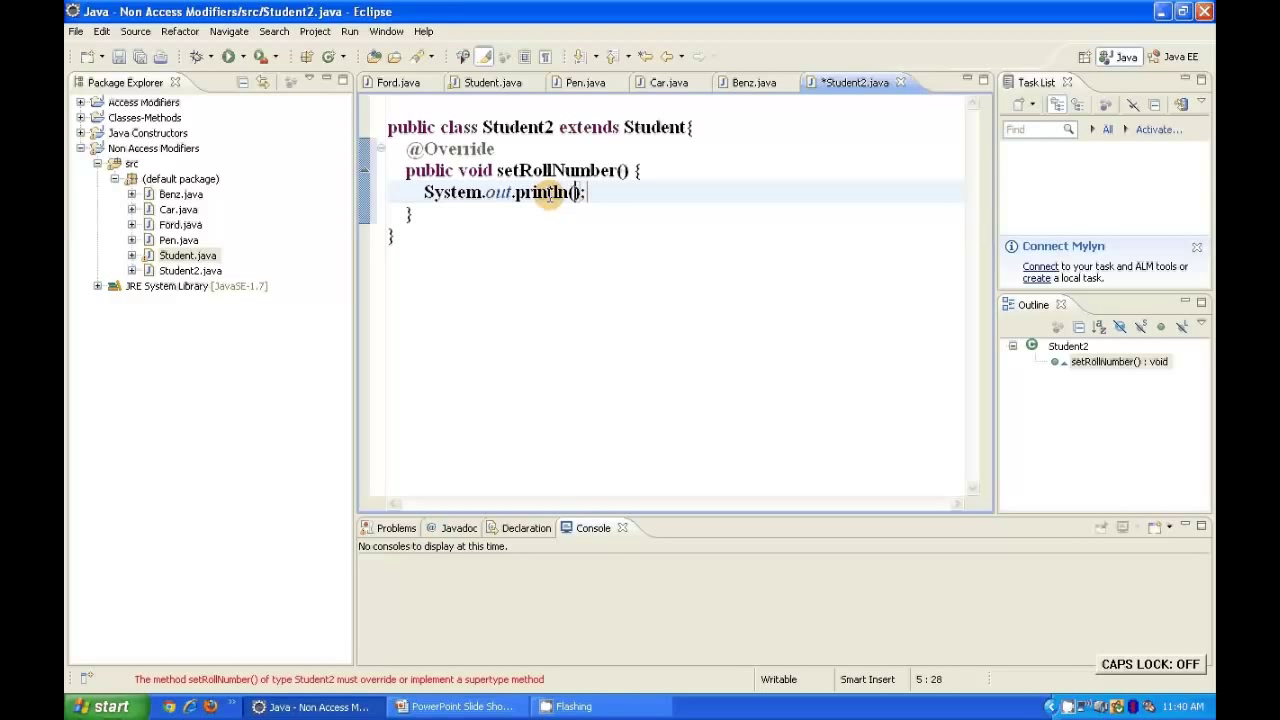 Java - Non Access Modifiers/src/Student2.java - Eclipse
File Edit Source Refactor Navigate Search Project Run Window Help
Java Java EE
Package Explorer
Access Modifiers
Classes-Methods
Java Constructors
Non Access Modifiers
src
(default package)
Benz.java
Car.java
Ford.java
Pen.java
Student.java
Student2.java
JRE System Library [JavaSE-1.7]
Ford.java Student.java Pen.java Car.java Benz.java *Student2.java
public class Student2 extends Student{
@Override
public void setRollNumber() {
System.out.println();
}
}
Task List
Find All Activate...
Connect Mylyn
Connect to your task and ALM tools or
create a local task.
Outline
Student2
setRollNumber() : void
Problems Javadoc Declaration Console
No consoles to display at this time.
CAPS LOCK: OFF
The method setRollNumber() of type Student2 must override or implement a supertype method Writable Smart Insert 5 : 28
start Java - Non Access M... PowerPoint Slide Sho... Flashing 11:40 AM